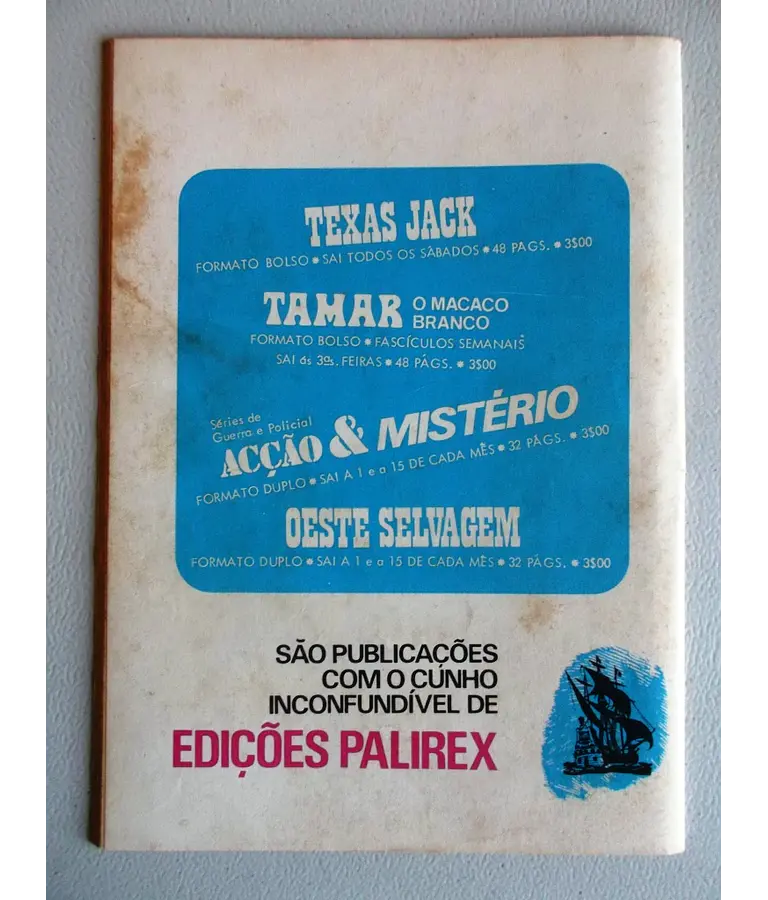 TEXAS JACK
FORMATO BOLSO * SAI TODOS OS SÀBADOS * 48 PAGS. * 3$00
TAMAR O MACACO
BRANCO
FORMATO BOLSO * FASCÍCULOS SEMANAIS
SAI ás 3as. FEIRAS * 48 PÁGS. * 3$00
Séries de
Guerra e Policial
ACÇÃO & MISTÉRIO
FORMATO DUPLO * SAI A 1 e a 15 DE CADA MÊS * 32 PÁGS. * 3$00
OESTE SELVAGEM
FORMATO DUPLO * SAI A 1 e a 15 DE CADA MÊS * 32 PÁGS. * 3$00
SÃO PUBLICAÇÕES
COM O CUNHO
INCONFUNDÍVEL DE
EDIÇÕES PALIREX